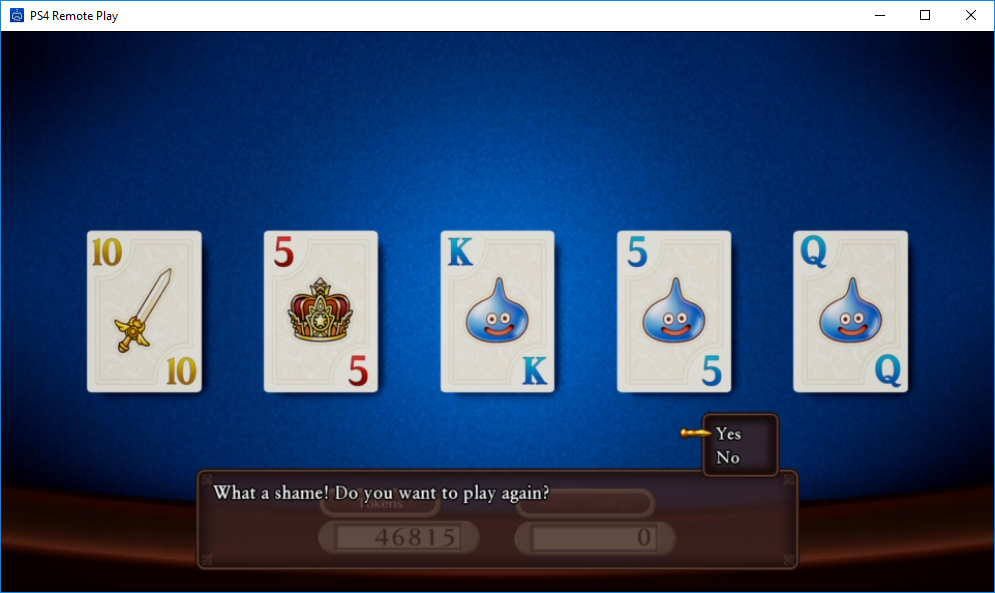 PS4 Remote Play
10 5 K 5 Q
10 5 K 5 Q
Yes
No
What a shame! Do you want to play again?
Tokens
46815 0